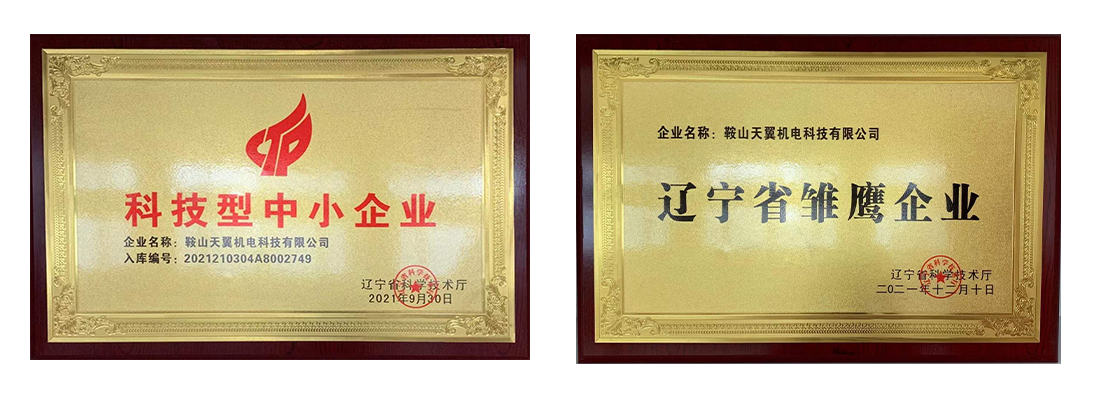 科技型中小企业
企业名称：鞍山天翼机电科技有限公司
入库编号：2021210304A8002749
辽宁省科学技术厅
2021年9月30日
企业名称：鞍山天翼机电科技有限公司
辽宁省雏鹰企业
辽宁省科学技术厅
二〇二一年十二月十日